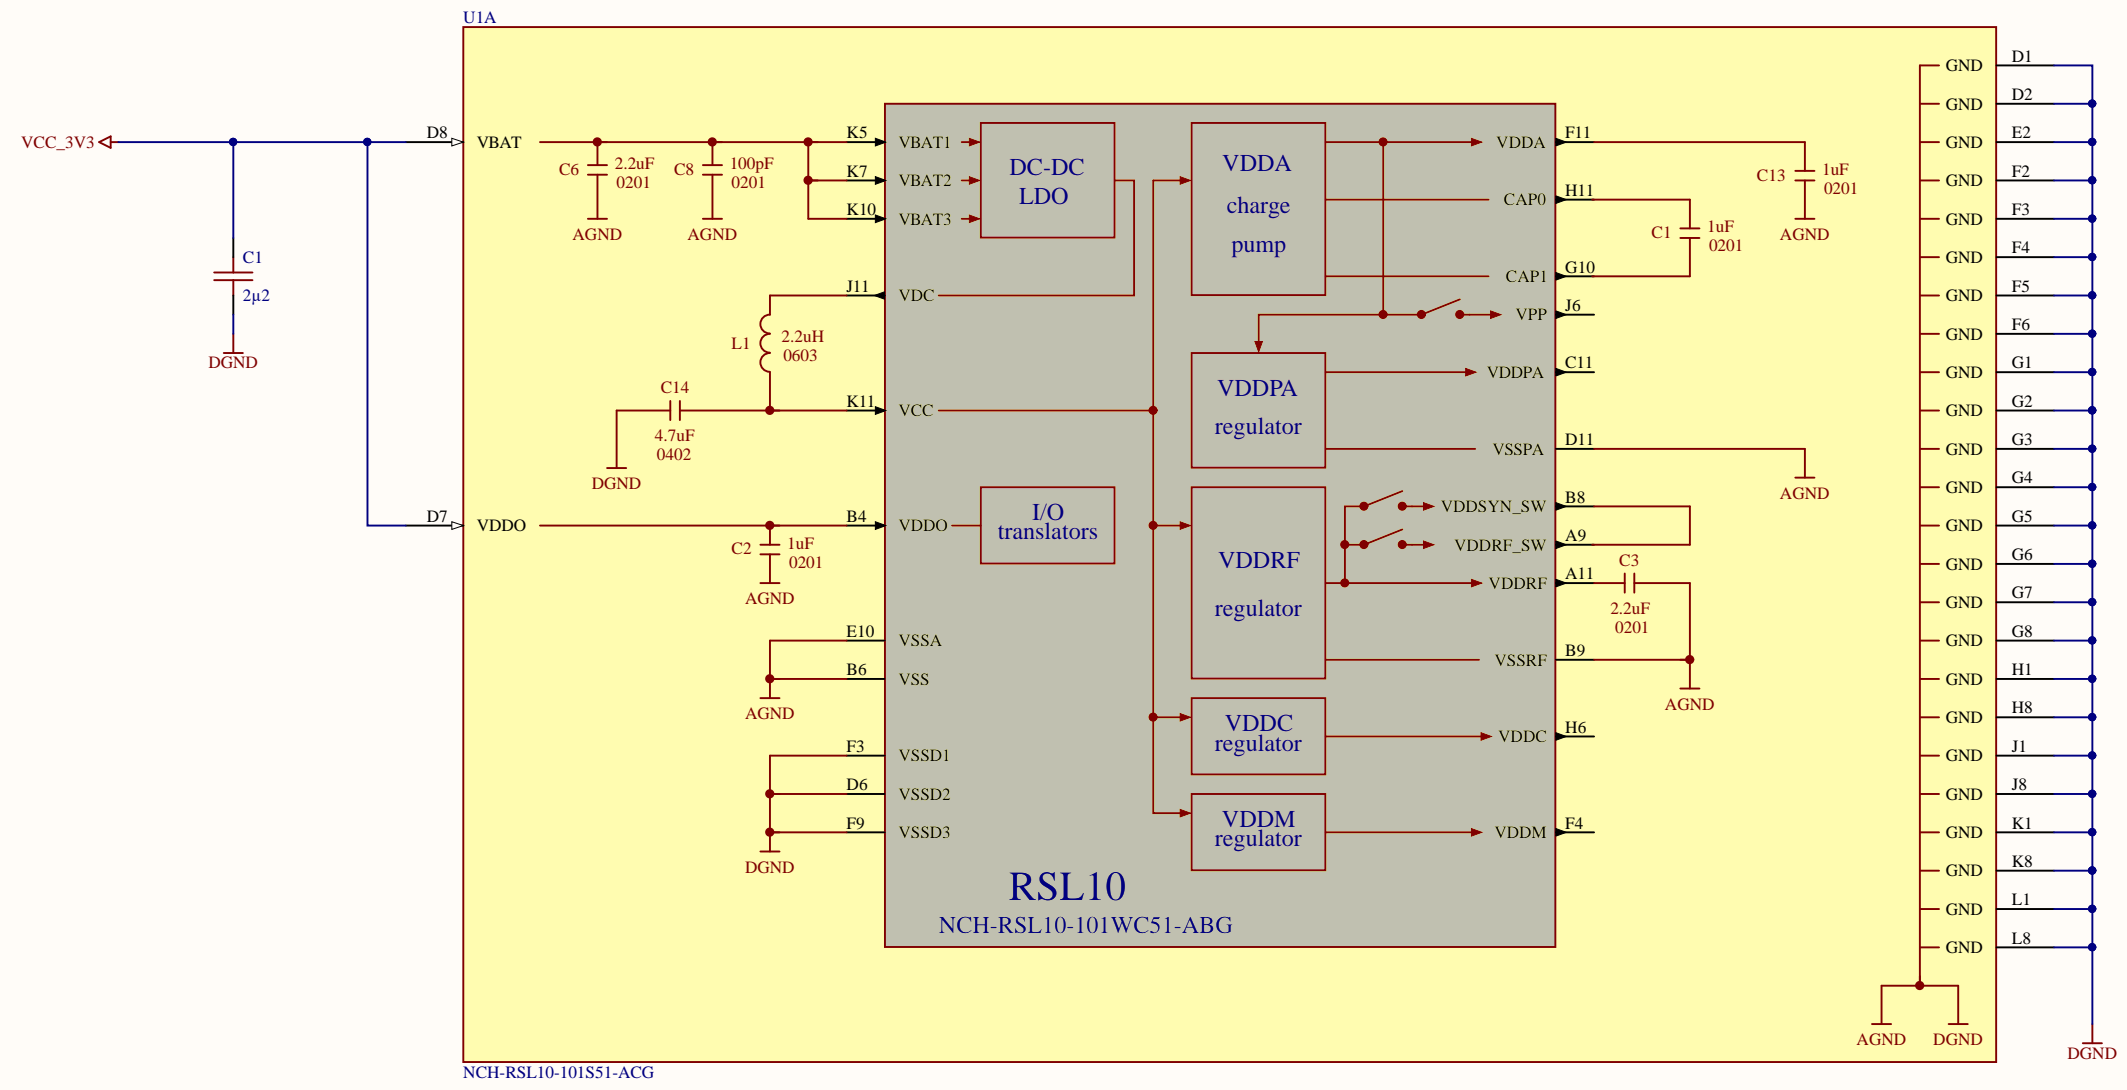 U1A
VCC_3V3
C1
2µ2
DGND
D8
VBAT
C6
2.2uF
0201
AGND
C8
100pF
0201
AGND
K5
K7
K10
VBAT1
VBAT2
VBAT3
DC-DC
LDO
J11
VDC
L1
2.2uH
0603
C14
4.7uF
0402
DGND
K11
VCC
D7
VDDO
C2
1uF
0201
AGND
B4
VDDO
I/O
translators
E10
VSSA
B6
VSS
AGND
F3
VSSD1
D6
VSSD2
F9
VSSD3
DGND
VDDA
charge
pump
VDDA
F11
CAP0
H11
CAP1
G10
VPP
J6
C13
1uF
0201
AGND
C1
1uF
0201
VDDPA
regulator
VDDPA
C11
VSSPA
D11
AGND
VDDRF
regulator
VDDSYN_SW
B8
VDDRF_SW
A9
VDDRF
A11
C3
2.2uF
0201
VSSRF
B9
AGND
VDDC
regulator
VDDC
H6
VDDM
regulator
VDDM
F4
RSL10
NCH-RSL10-101WC51-ABG
GND D1
GND D2
GND E2
GND F2
GND F3
GND F4
GND F5
GND F6
GND G1
GND G2
GND G3
GND G4
GND G5
GND G6
GND G7
GND G8
GND H1
GND H8
GND J1
GND J8
GND K1
GND K8
GND L1
GND L8
AGND
DGND
DGND
NCH-RSL10-101S51-ACG